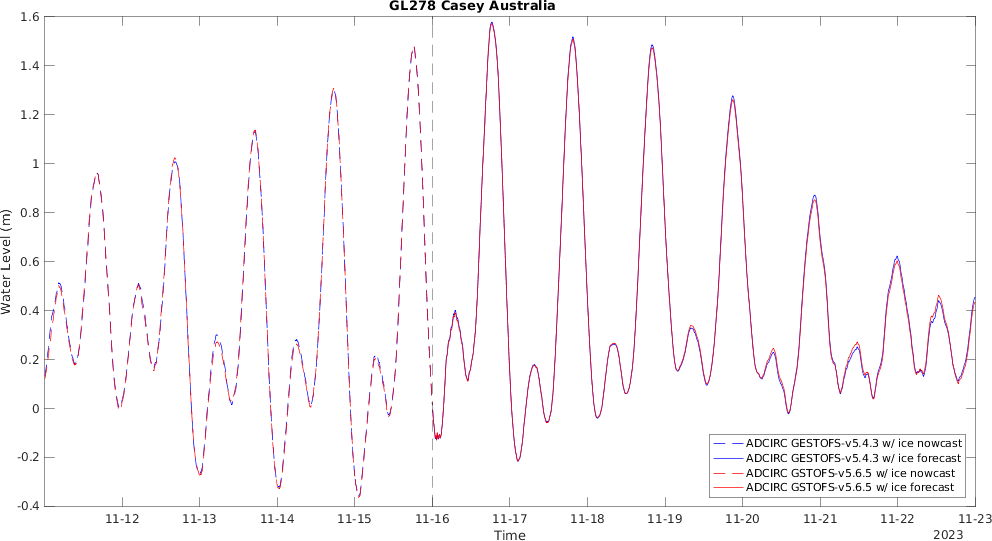 GL278 Casey Australia
1.6
1.4
1.2
1
0.8
0.6
0.4
0.2
0
-0.2
-0.4
Water Level (m)
11-12 11-13 11-14 11-15 11-16 11-17 11-18 11-19 11-20 11-21 11-22 11-23
Time
2023
ADCIRC GESTOFS-v5.4.3 w/ ice nowcast
ADCIRC GESTOFS-v5.4.3 w/ ice forecast
ADCIRC GSTOFS-v5.6.5 w/ ice nowcast
ADCIRC GSTOFS-v5.6.5 w/ ice forecast